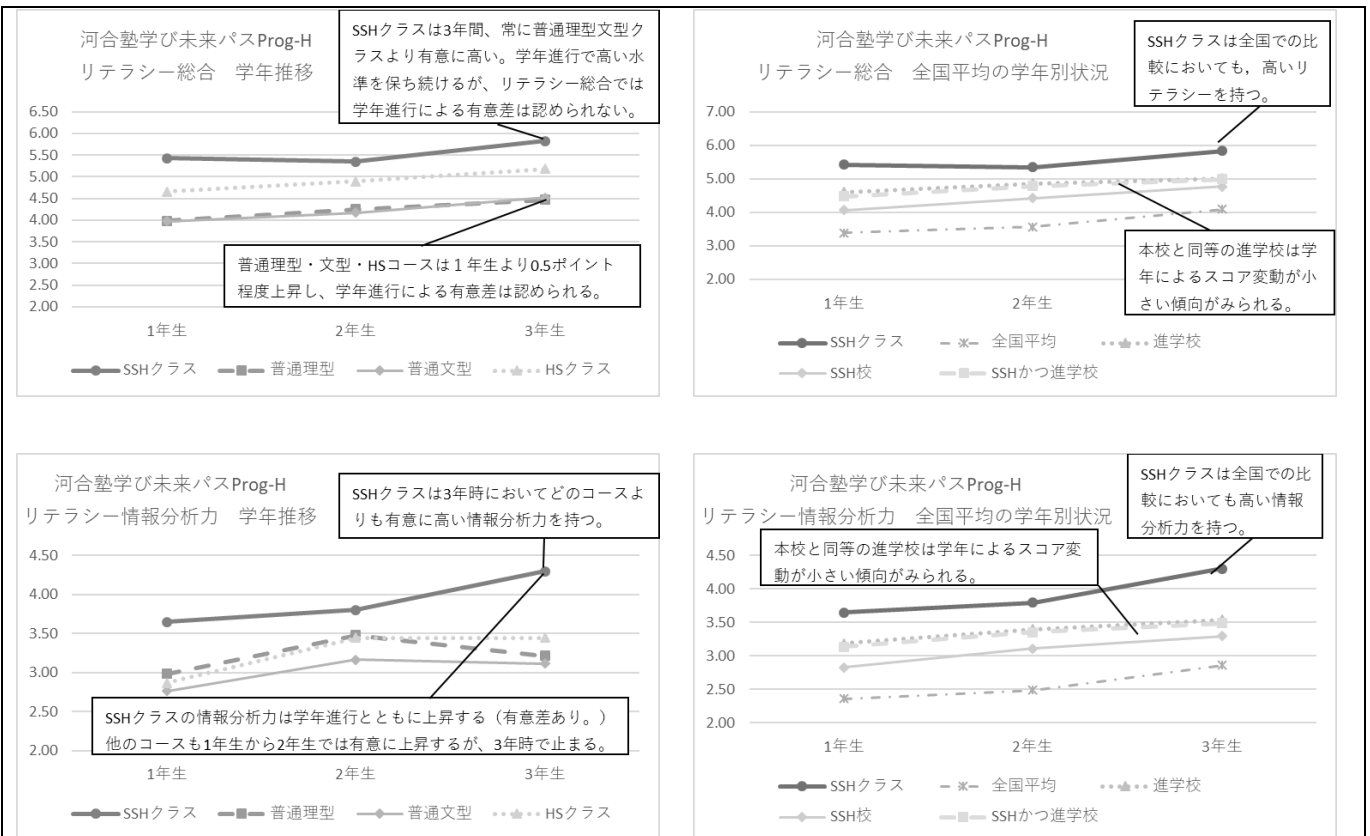 河合塾学び未来パスProg-H
リテラシー総合　学年推移
SSHクラスは3年間、常に普通理型文型ク
ラスより有意に高い。学年進行で高い水
準を保ち続けるが、リテラシー総合では
学年進行による有意差は認められない。
6.50
6.00
5.50
5.00
4.50
4.00
3.50
3.00
2.50
2.00
普通理型・文型・HSコースは１年生より0.5ポイント
程度上昇し、学年進行による有意差は認められる。
1年生 2年生 3年生
SSHクラス 普通理型 普通文型 HSクラス
河合塾学び未来パスProg-H
リテラシー総合　全国平均の学年別状況
SSHクラスは全国での比
較においても，高いリ
テラシーを持つ。
7.00
6.00
5.00
4.00
3.00
2.00
本校と同等の進学校は学
年によるスコア変動が小
さい傾向がみられる。
1年生 2年生 3年生
SSHクラス 全国平均 進学校
SSH校 SSHかつ進学校
河合塾学び未来パスProg-H
リテラシー情報分析力　学年推移
SSHクラスは3年時においてどのコースよ
りも有意に高い情報分析力を持つ。
4.50
4.00
3.50
3.00
2.50
2.00
SSHクラスの情報分析力は学年進行とともに上昇する（有意差あり。）
他のコースも1年生から2年生では有意に上昇するが、3年時で止まる。
1年生 2年生 3年生
SSHクラス 普通理型 普通文型 HSクラス
河合塾学び未来パスProg-H
リテラシー情報分析力　全国平均の学年別状況
SSHクラスは全国での比
較においても高い情報
分析力を持つ。
本校と同等の進学校は学年によるスコア変
動が小さい傾向がみられる。
4.50
4.00
3.50
3.00
2.50
2.00
1年生 2年生 3年生
SSHクラス 全国平均 進学校
SSH校 SSHかつ進学校